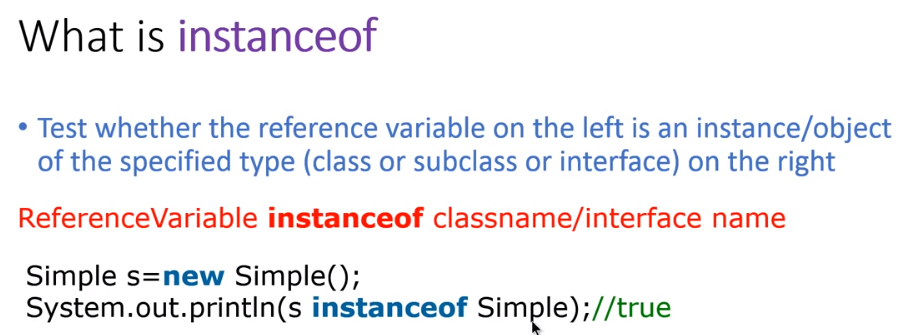 What is instanceof
• Test whether the reference variable on the left is an instance/object
of the specified type (class or subclass or interface) on the right
ReferenceVariable instanceof classname/interface name
Simple s=new Simple();
System.out.println(s instanceof Simple);//true